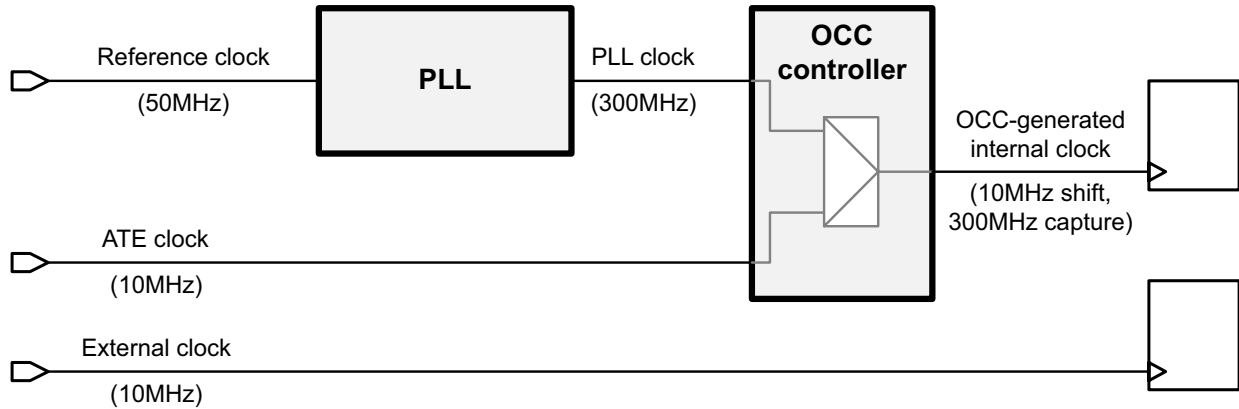 Reference clock
(50MHz)
PLL
PLL clock
(300MHz)
OCC
controller
OCC-generated
internal clock
(10MHz shift,
300MHz capture)
ATE clock
(10MHz)
External clock
(10MHz)